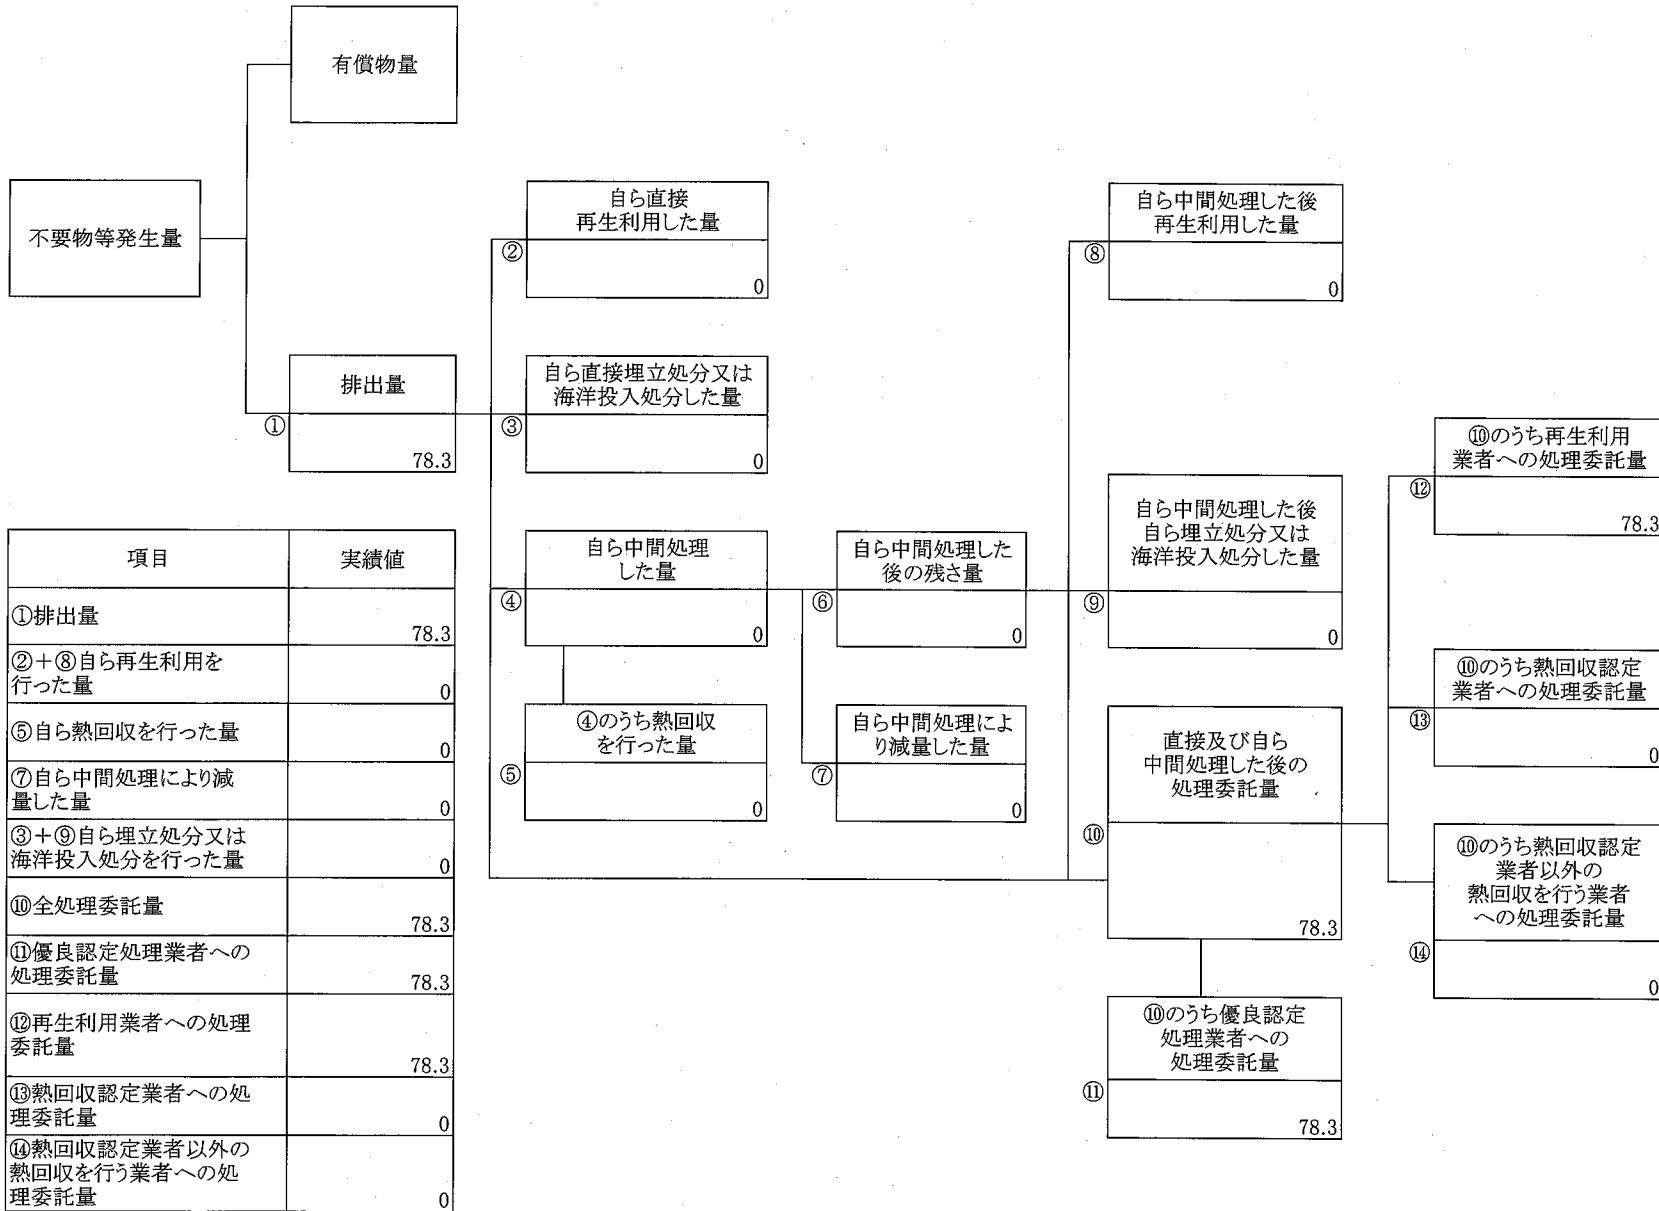 有償物量
不要物等発生量
自ら直接
再生利用した量
②
0
自ら中間処理した後
再生利用した量
⑧
0
排出量
①
78.3
自ら直接埋立処分又は
海洋投入処分した量
③
0
⑩のうち再生利用
業者への処理委託量
⑫
78.3
自ら中間処理
した量
④
0
自ら中間処理した
後の残さ量
⑥
0
自ら中間処理した後
自ら埋立処分又は
海洋投入処分した量
⑨
0
④のうち熱回収
を行った量
⑤
0
自ら中間処理によ
り減量した量
⑦
0
直接及び自ら
中間処理した後の
処理委託量
⑩
78.3
⑩のうち熱回収認定
業者への処理委託量
⑬
0
⑩のうち熱回収認定
業者以外の
熱回収を行う業者
への処理委託量
⑭
0
⑩のうち優良認定
処理業者への
処理委託量
⑪
78.3
項目
実績値
①排出量
78.3
②+⑧自ら再生利用を
行った量
0
⑤自ら熱回収を行った量
0
⑦自ら中間処理により減
量した量
0
③+⑨自ら埋立処分又は
海洋投入処分を行った量
0
⑩全処理委託量
78.3
⑪優良認定処理業者への
処理委託量
78.3
⑫再生利用業者への処理
委託量
78.3
⑬熱回収認定業者への処
理委託量
0
⑭熱回収認定業者以外の
熱回収を行う業者への処
理委託量
0